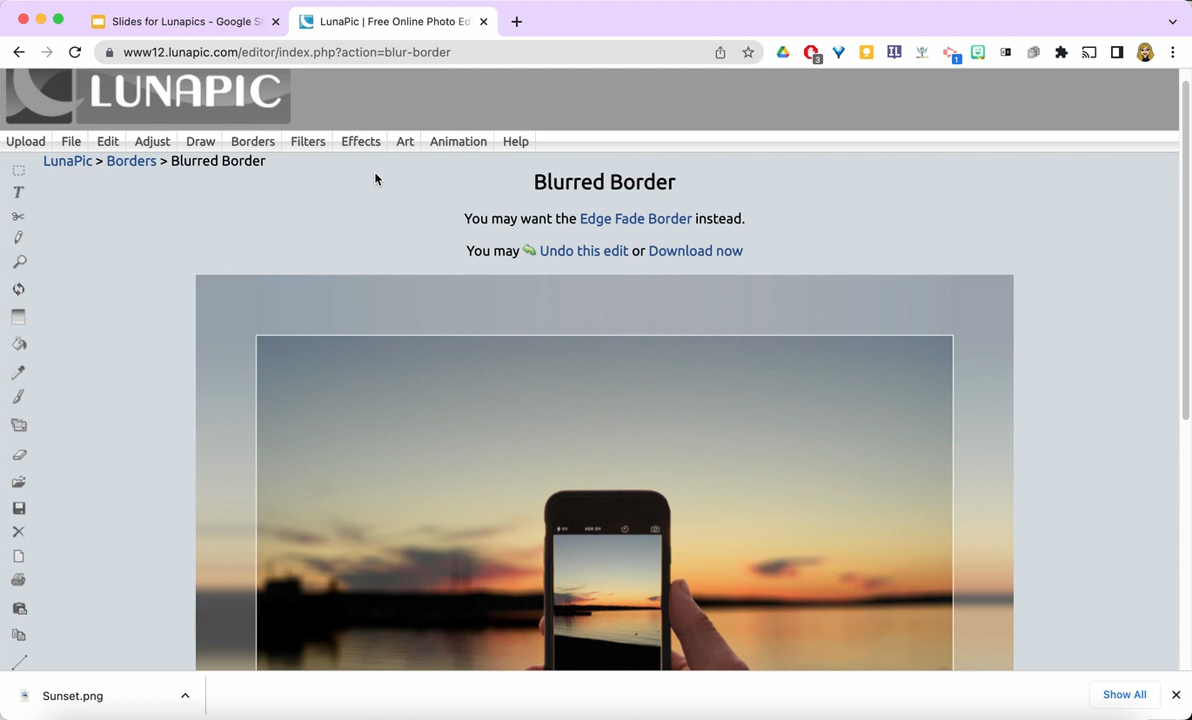 Slides for Lunapics - Google Sl
LunaPic | Free Online Photo Ed
www12.lunapic.com/editor/index.php?action=blur-border
3
1
LUNAPIC
Upload File Edit Adjust Draw Borders Filters Effects Art Animation Help
LunaPic > Borders > Blurred Border
Blurred Border
You may want the Edge Fade Border instead.
You may Undo this edit or Download now
Sunset.png
Show All